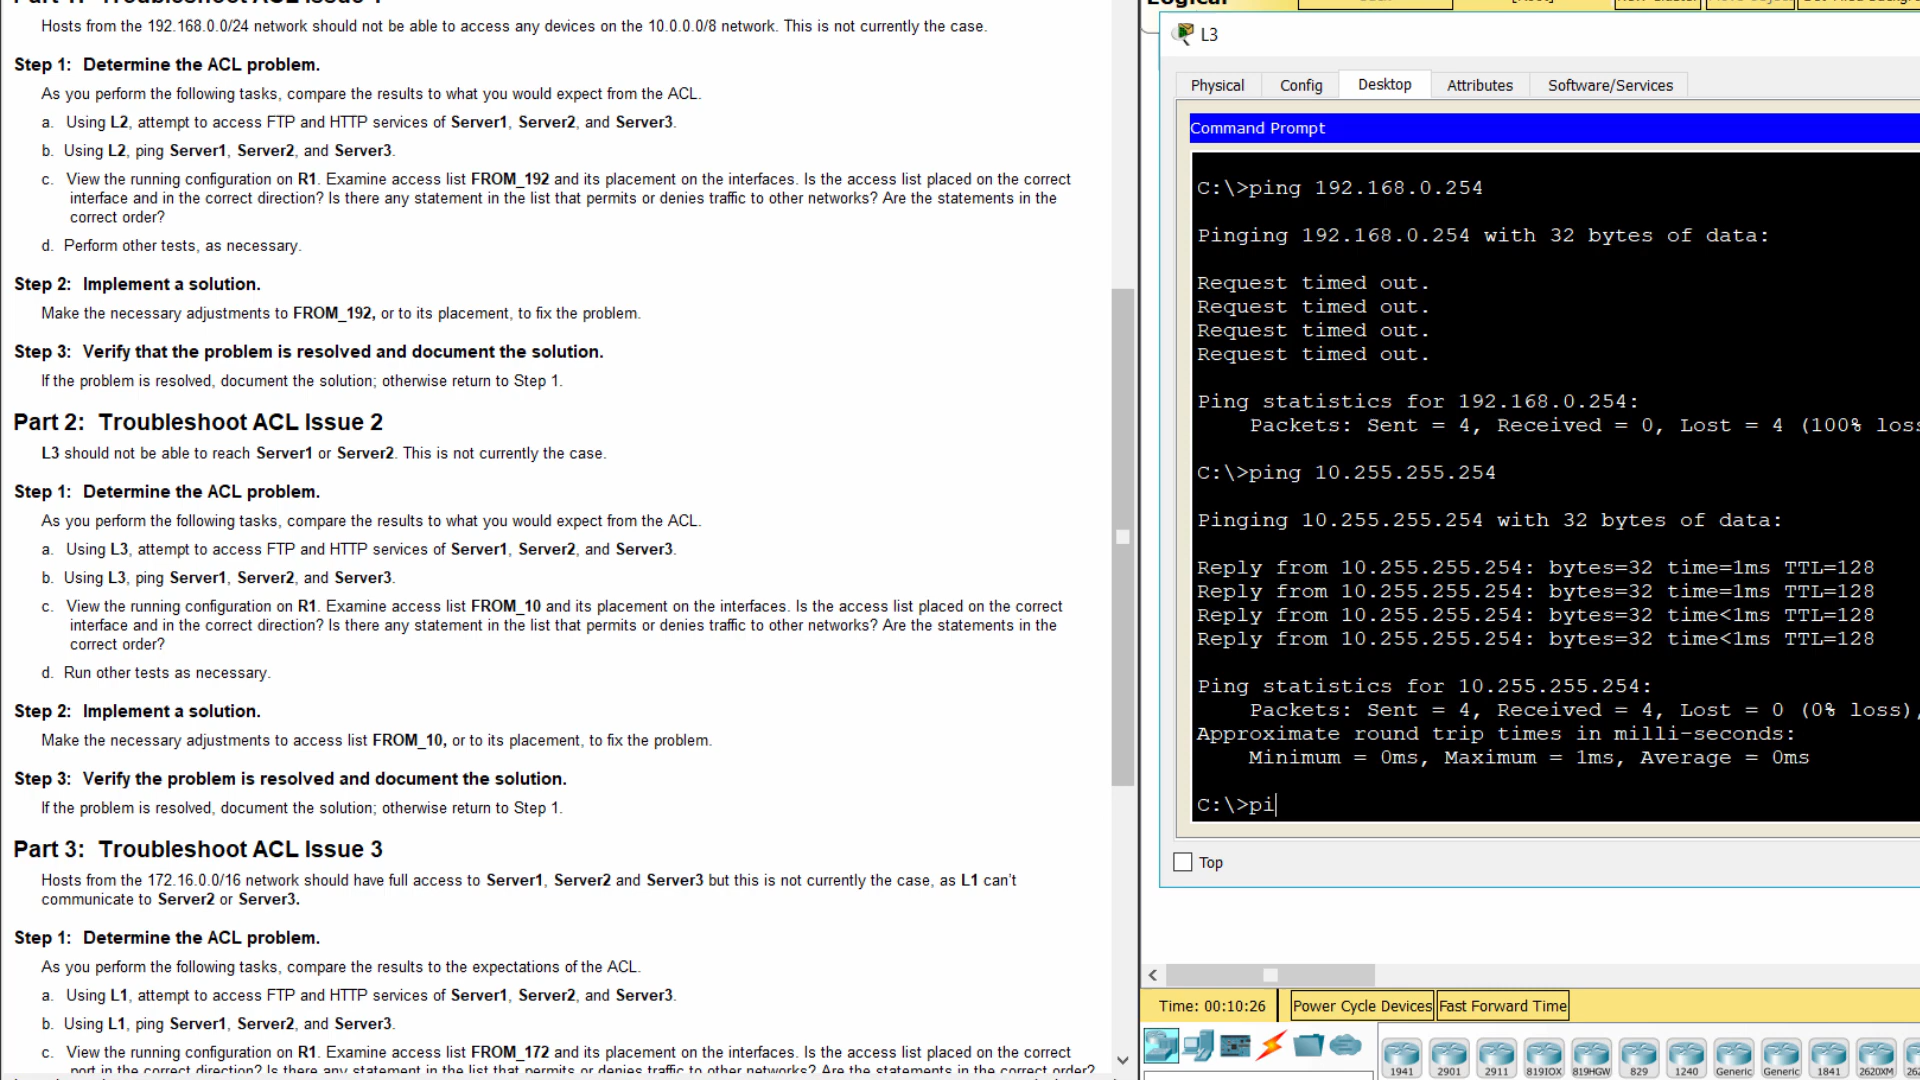 Hosts from the 192.168.0.0/24 network should not be able to access any devices on the 10.0.0.0/8 network. This is not currently the case.
Step 1: Determine the ACL problem.
As you perform the following tasks, compare the results to what you would expect from the ACL.
a. Using L2, attempt to access FTP and HTTP services of Server1, Server2, and Server3.
b. Using L2, ping Server1, Server2, and Server3.
c. View the running configuration on R1. Examine access list FROM_192 and its placement on the interfaces. Is the access list placed on the correct
interface and in the correct direction? Is there any statement in the list that permits or denies traffic to other networks? Are the statements in the
correct order?
d. Perform other tests, as necessary.
Step 2: Implement a solution.
Make the necessary adjustments to FROM_192, or to its placement, to fix the problem.
Step 3: Verify that the problem is resolved and document the solution.
If the problem is resolved, document the solution; otherwise return to Step 1.
Part 2: Troubleshoot ACL Issue 2
L3 should not be able to reach Server1 or Server2. This is not currently the case.
Step 1: Determine the ACL problem.
As you perform the following tasks, compare the results to what you would expect from the ACL.
a. Using L3, attempt to access FTP and HTTP services of Server1, Server2, and Server3.
b. Using L3, ping Server1, Server2, and Server3.
c. View the running configuration on R1. Examine access list FROM_10 and its placement on the interfaces. Is the access list placed on the correct
interface and in the correct direction? Is there any statement in the list that permits or denies traffic to other networks? Are the statements in the
correct order?
d. Run other tests as necessary.
Step 2: Implement a solution.
Make the necessary adjustments to access list FROM_10, or to its placement, to fix the problem.
Step 3: Verify the problem is resolved and document the solution.
If the problem is resolved, document the solution; otherwise return to Step 1.
Part 3: Troubleshoot ACL Issue 3
Hosts from the 172.16.0.0/16 network should have full access to Server1, Server2 and Server3 but this is not currently the case, as L1 can't
communicate to Server2 or Server3.
Step 1: Determine the ACL problem.
As you perform the following tasks, compare the results to the expectations of the ACL.
a. Using L1, attempt to access FTP and HTTP services of Server1, Server2, and Server3.
b. Using L1, ping Server1, Server2, and Server3.
c. View the running configuration on R1. Examine access list FROM_172 and its placement on the interfaces. Is the access list placed on the correct
port in the correct direction? Is there any statement in the list that permits or denies traffic to other networks? Are the statements in the correct order?
Logical
L3
Physical Config Desktop Attributes Software/Services
Command Prompt
C:\>ping 192.168.0.254
Pinging 192.168.0.254 with 32 bytes of data:
Request timed out.
Request timed out.
Request timed out.
Request timed out.
Ping statistics for 192.168.0.254:
Packets: Sent = 4, Received = 0, Lost = 4 (100% loss
C:\>ping 10.255.255.254
Pinging 10.255.255.254 with 32 bytes of data:
Reply from 10.255.255.254: bytes=32 time=1ms TTL=128
Reply from 10.255.255.254: bytes=32 time=1ms TTL=128
Reply from 10.255.255.254: bytes=32 time<1ms TTL=128
Reply from 10.255.255.254: bytes=32 time<1ms TTL=128
Ping statistics for 10.255.255.254:
Packets: Sent = 4, Received = 4, Lost = 0 (0% loss),
Approximate round trip times in milli-seconds:
Minimum = 0ms, Maximum = 1ms, Average = 0ms
C:\>pi
Top
Time: 00:10:26 Power Cycle Devices Fast Forward Time
1941 2901 2911 819IOX 819HGW 829 1240 Generic Generic 1841 2620XM 262